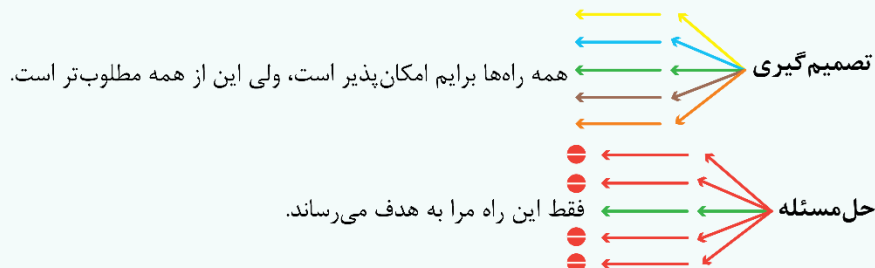 تصمیم‌گیری
همه راه‌ها برایم امکان‌پذیر است، ولی این از همه مطلوب‌تر است.
حل‌مسئله
فقط این راه مرا به هدف می‌رساند.